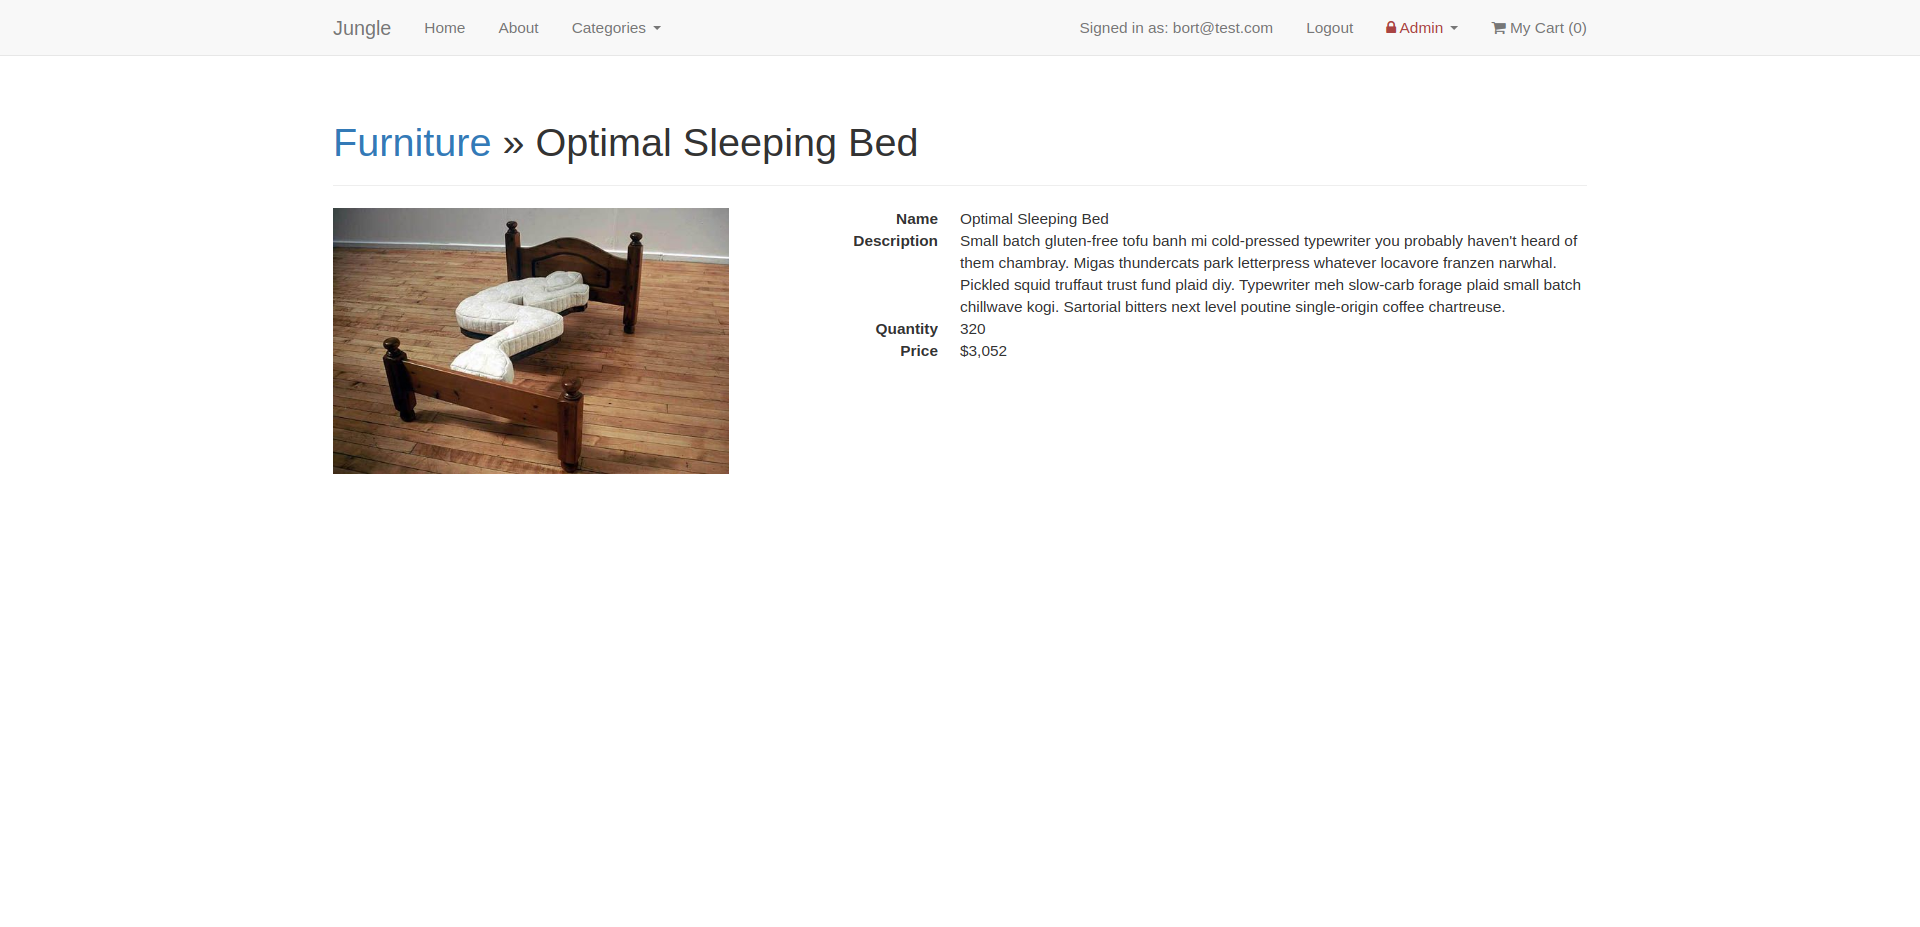 Jungle Home About Categories Signed in as: bort@test.com Logout Admin My Cart (0)
Furniture » Optimal Sleeping Bed
Name Optimal Sleeping Bed
Description Small batch gluten-free tofu banh mi cold-pressed typewriter you probably haven't heard of
them chambray. Migas thundercats park letterpress whatever locavore franzen narwhal.
Pickled squid truffaut trust fund plaid diy. Typewriter meh slow-carb forage plaid small batch
chillwave kogi. Sartorial bitters next level poutine single-origin coffee chartreuse.
Quantity 320
Price $3,052